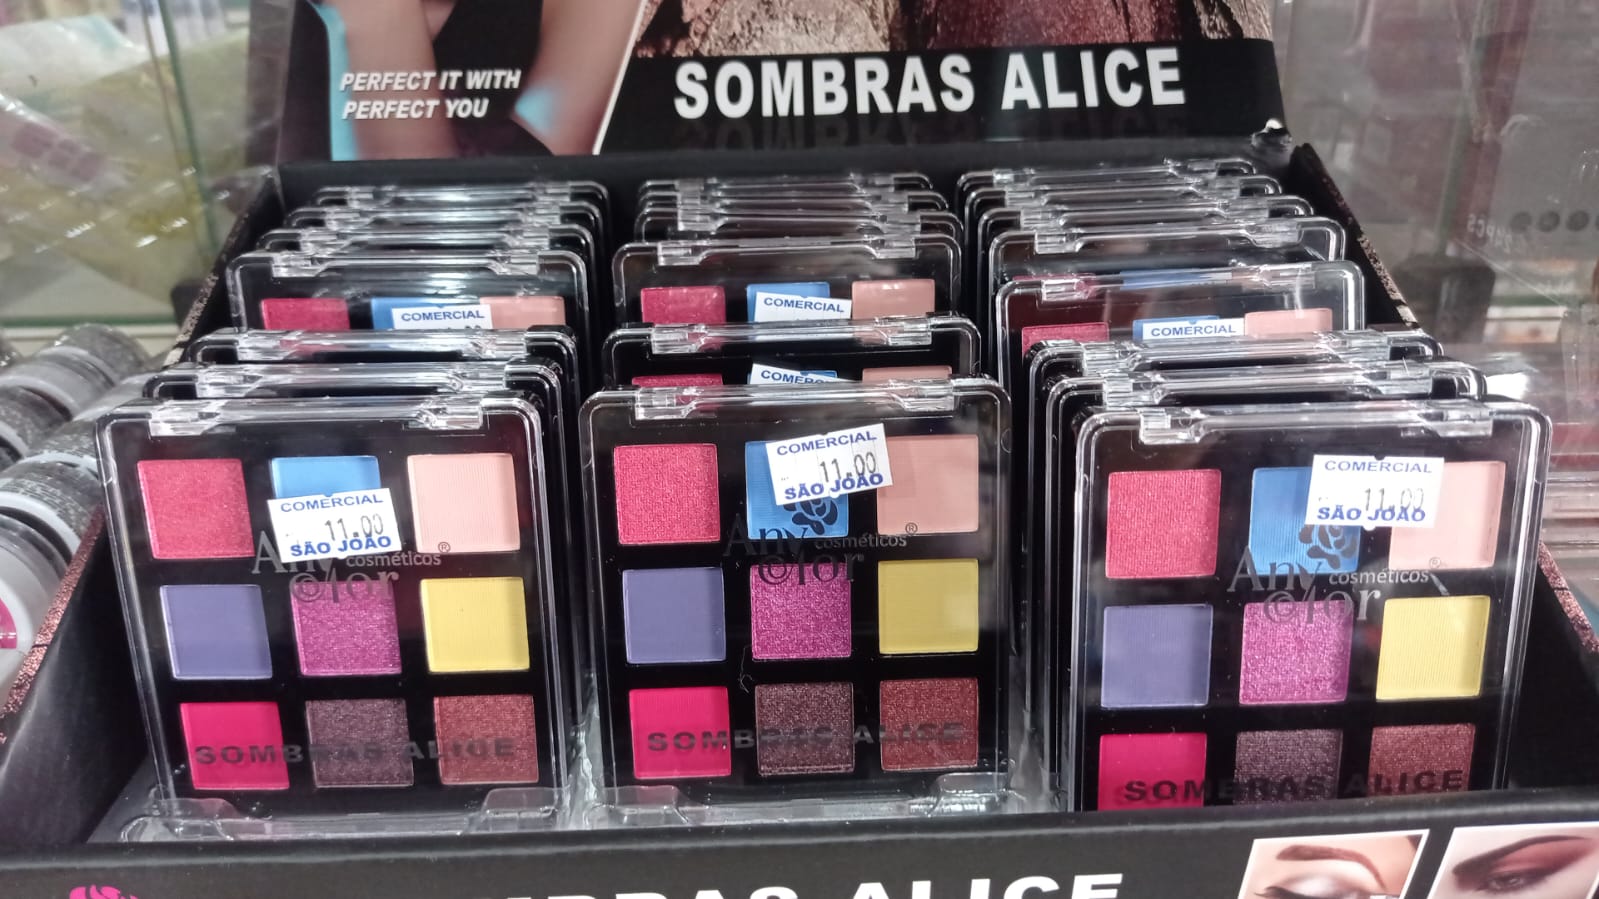 PERFECT IT WITH
PERFECT YOU
SOMBRAS ALICE
COMERCIAL
COMERCIAL
COMERCIAL
COMERCIAL
11.00
SÃO JOÃO
Any cosméticos®
Color
SOMBRAS ALICE
COMERCIAL
11.00
SÃO JOÃO
Any cosméticos®
Color
SOMBRAS ALICE
COMERCIAL
11.00
SÃO JOÃO
Any cosméticos®
Color
SOMBRAS ALICE
24PCS
ALICE